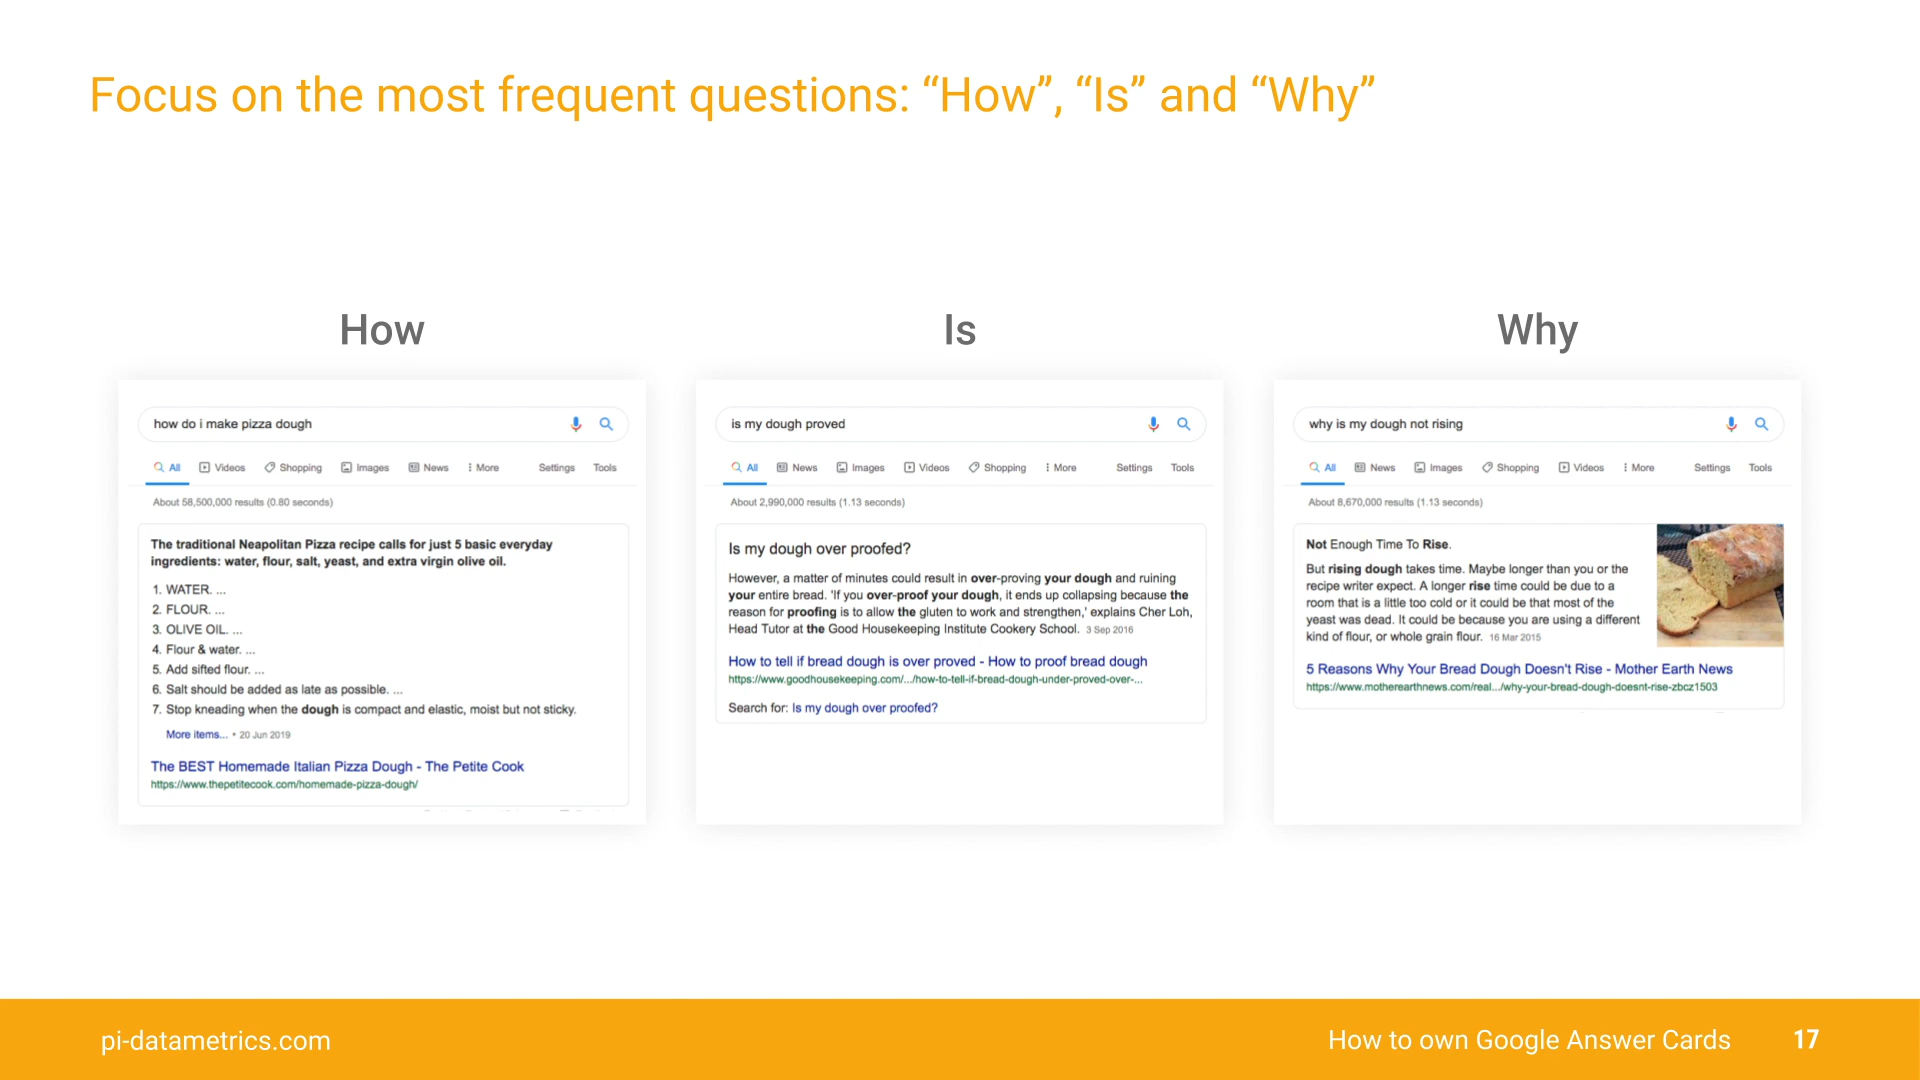 Focus on the most frequent questions: “How”, “Is” and “Why”
How
how do i make pizza dough
All Videos Shopping Images News More Settings Tools
About 58,500,000 results (0.80 seconds)
The traditional Neapolitan Pizza recipe calls for just 5 basic everyday
ingredients: water, flour, salt, yeast, and extra virgin olive oil.
1. WATER. ...
2. FLOUR. ...
3. OLIVE OIL. ...
4. Flour & water. ...
5. Add sifted flour. ...
6. Salt should be added as late as possible. ...
7. Stop kneading when the dough is compact and elastic, moist but not sticky.
More items... • 20 Jun 2019
The BEST Homemade Italian Pizza Dough - The Petite Cook
https://www.thepetitecook.com/homemade-pizza-dough/
Is
is my dough proved
All News Images Videos Shopping More Settings Tools
About 2,990,000 results (1.13 seconds)
Is my dough over proofed?
However, a matter of minutes could result in over-proving your dough and ruining
your entire bread. 'If you over-proof your dough, it ends up collapsing because the
reason for proofing is to allow the gluten to work and strengthen,' explains Cher Loh,
Head Tutor at the Good Housekeeping Institute Cookery School. 3 Sep 2016
How to tell if bread dough is over proved - How to proof bread dough
https://www.goodhousekeeping.com/.../how-to-tell-if-bread-dough-under-proved-over-...
Search for: Is my dough over proofed?
Why
why is my dough not rising
All News Images Shopping Videos More Settings Tools
About 8,670,000 results (1.13 seconds)
Not Enough Time To Rise.
But rising dough takes time. Maybe longer than you or the
recipe writer expect. A longer rise time could be due to a
room that is a little too cold or it could be that most of the
yeast was dead. It could be because you are using a different
kind of flour, or whole grain flour. 16 Mar 2015
5 Reasons Why Your Bread Dough Doesn't Rise - Mother Earth News
https://www.motherearthnews.com/real.../why-your-bread-dough-doesnt-rise-zbcz1503
pi-datametrics.com
How to own Google Answer Cards 17